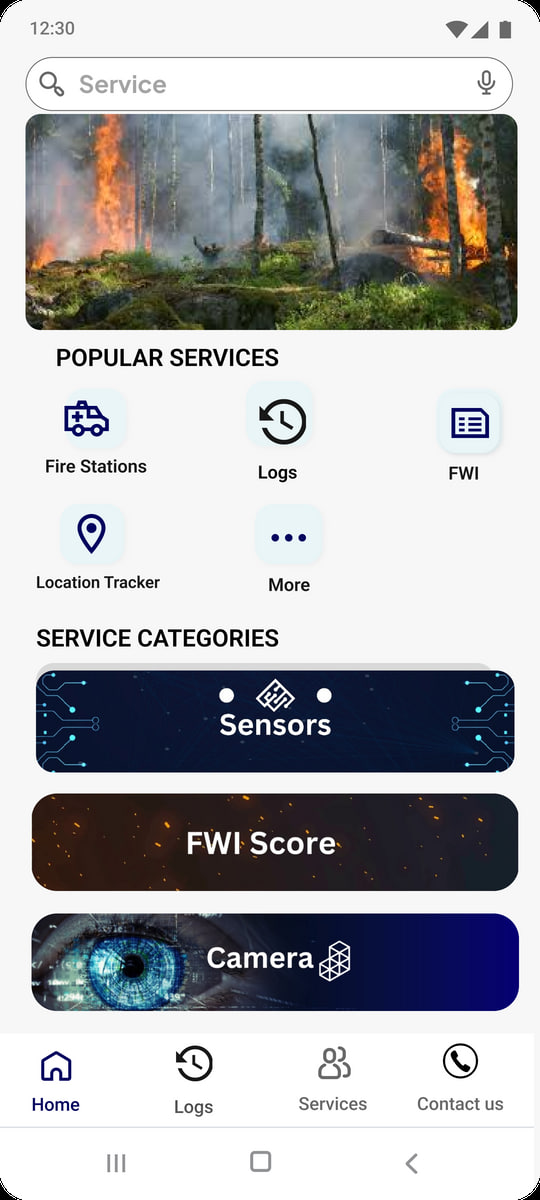 12:30
Service
POPULAR SERVICES
Fire Stations
Logs
FWI
Location Tracker
More
SERVICE CATEGORIES
Sensors
FWI Score
Camera
Home
Logs
Services
Contact us